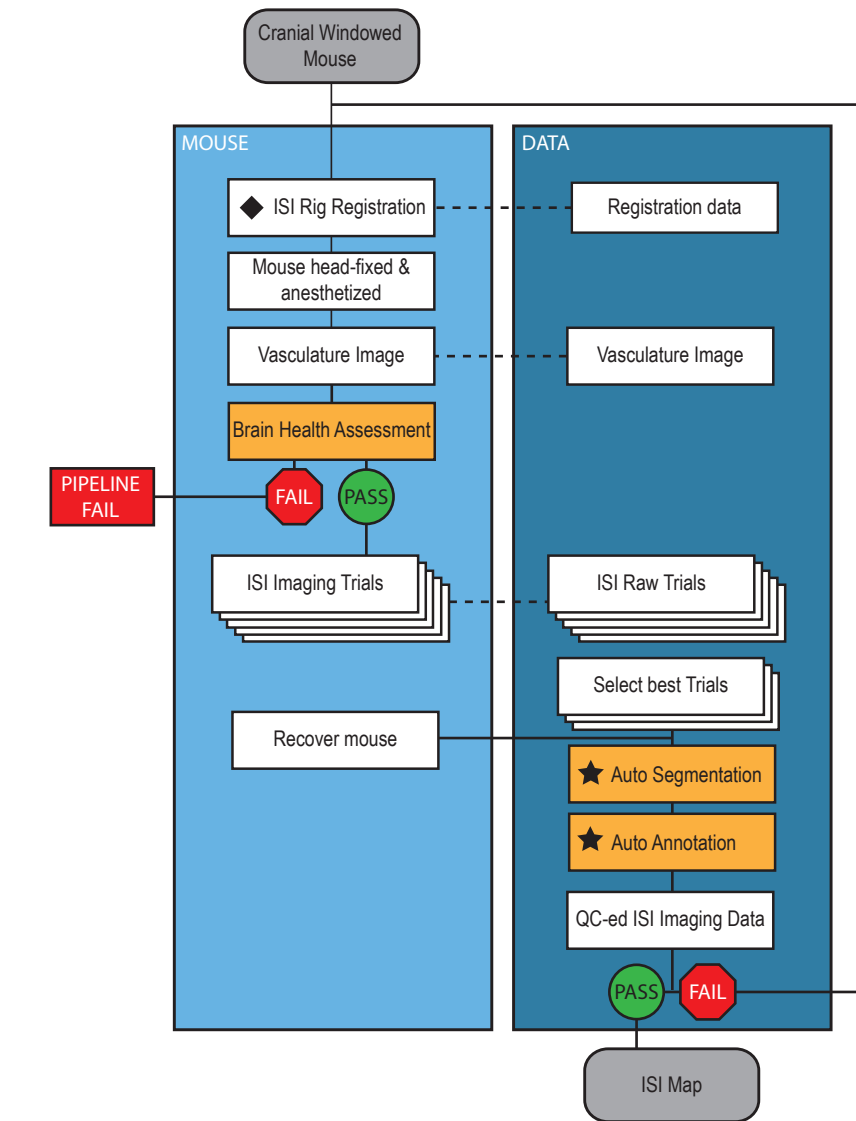 Cranial Windowed
Mouse
MOUSE
DATA
ISI Rig Registration
Registration data
Mouse head-fixed &
anesthetized
Vasculature Image
Vasculature Image
Brain Health Assessment
PIPELINE
FAIL
FAIL
PASS
ISI Imaging Trials
ISI Raw Trials
Select best Trials
Recover mouse
Auto Segmentation
Auto Annotation
QC-ed ISI Imaging Data
PASS
FAIL
ISI Map